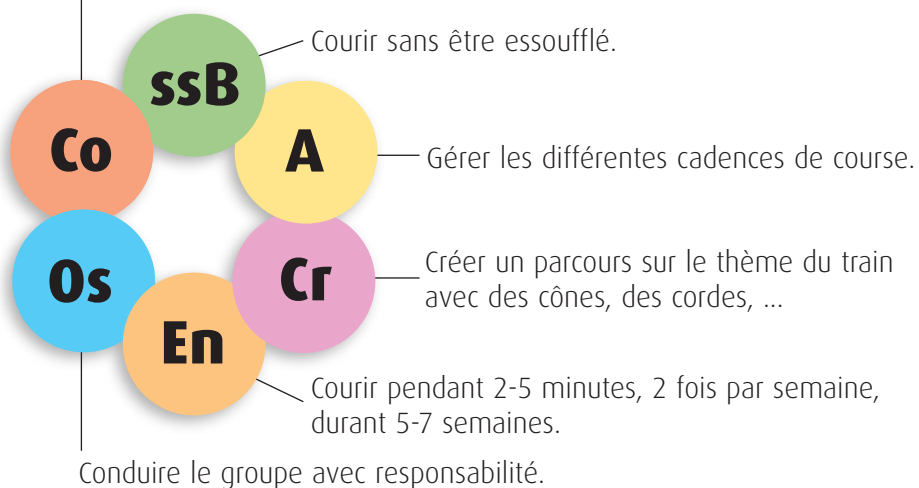 ssB
Courir sans être essoufflé.
Co
A
Gérer les différentes cadences de course.
Os
Cr
Créer un parcours sur le thème du train
avec des cônes, des cordes, ...
En
Courir pendant 2-5 minutes, 2 fois par semaine,
durant 5-7 semaines.
Conduire le groupe avec responsabilité.